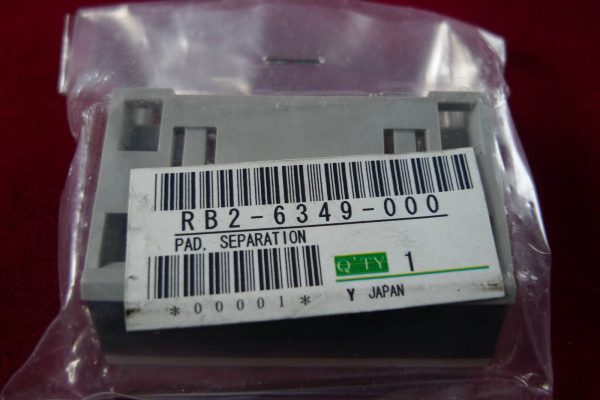 RB2-6349-000
PAD. SEPARATION
Q'TY 1
*00001* Y JAPAN